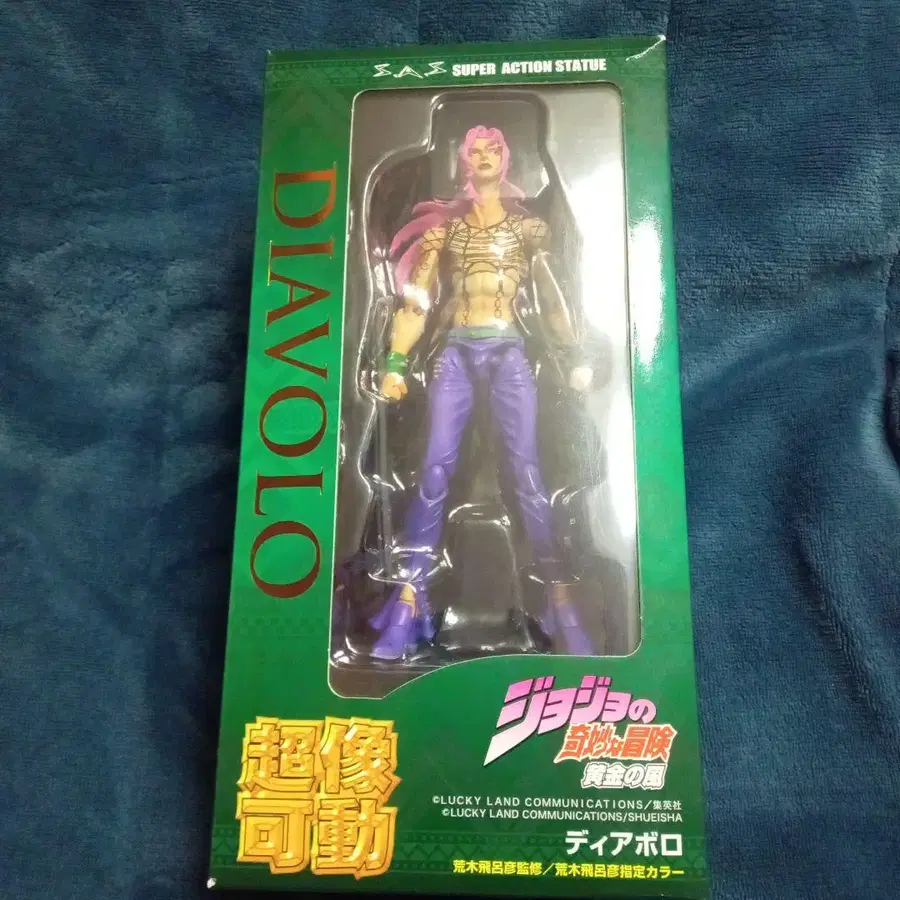 SAS SUPER ACTION STATUE
DIAVOLO
超像
可動
ジョジョの
奇妙な冒険
黄金の風
©LUCKY LAND COMMUNICATIONS/集英社
©LUCKY LAND COMMUNICATIONS/SHUEISHA
ディアボロ
荒木飛呂彦監修/荒木飛呂彦指定カラー